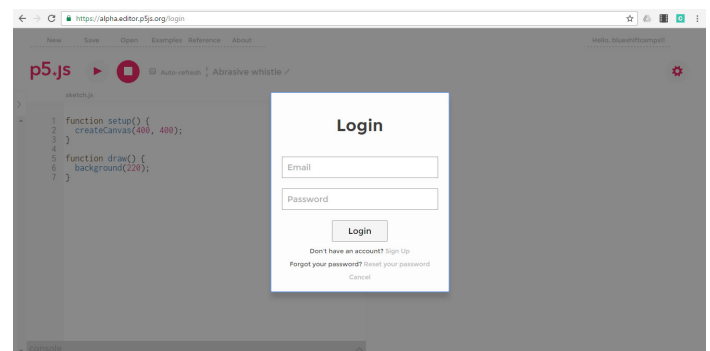 https://alpha.editor.p5js.org/login
New Save Open Examples Reference About
Hello, blueshiftcamps!!
p5.js Auto-refresh Abrasive whistle
sketch.js
1 function setup() {
2 createCanvas(400, 400);
3 }
4
5 function draw() {
6 background(220);
7 }
Login
Email
Password
Login
Don't have an account? Sign Up
Forgot your password? Reset your password
Cancel
console